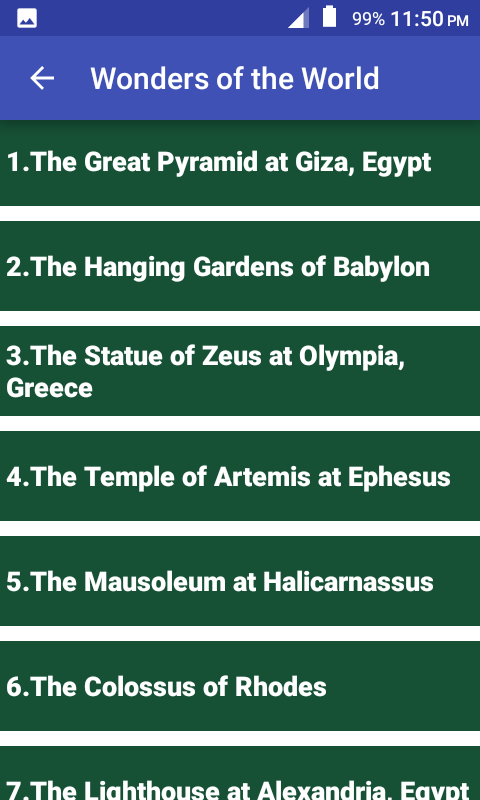 99% 11:50 PM
Wonders of the World
1.The Great Pyramid at Giza, Egypt
2.The Hanging Gardens of Babylon
3.The Statue of Zeus at Olympia,
Greece
4.The Temple of Artemis at Ephesus
5.The Mausoleum at Halicarnassus
6.The Colossus of Rhodes
7.The Lighthouse at Alexandria, Egypt